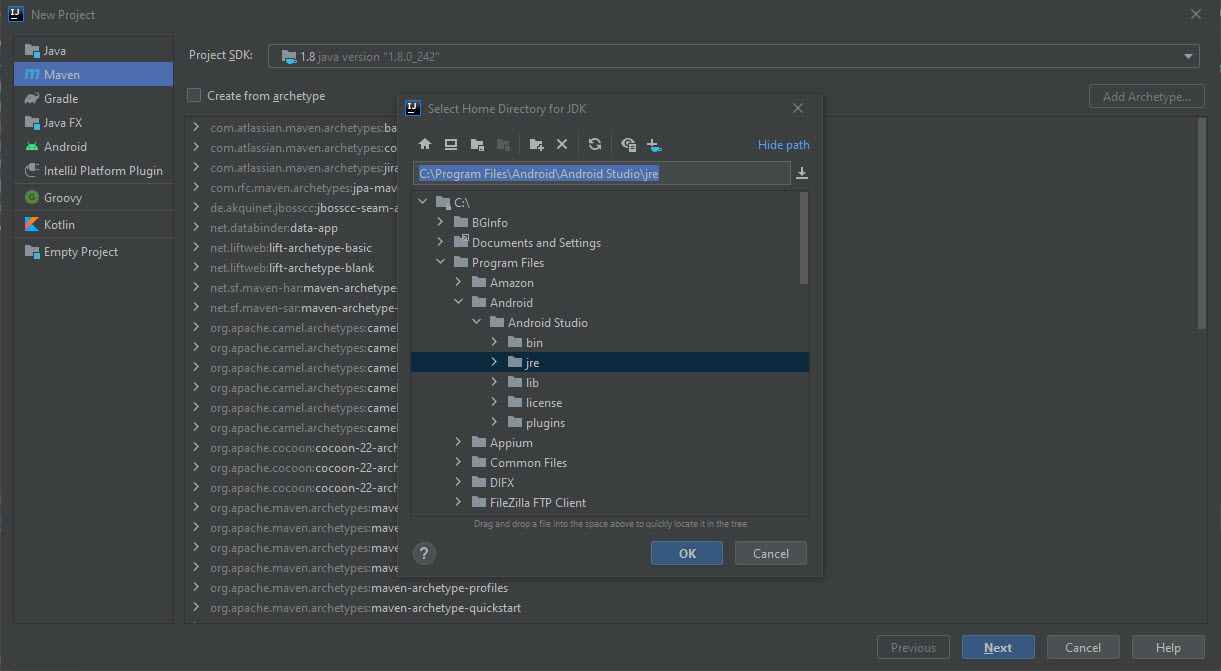 New Project
Java
Maven
Gradle
Java FX
Android
IntelliJ Platform Plugin
Groovy
Kotlin
Empty Project
Project SDK: 1.8 java version "1.8.0_242"
Create from archetype
Add Archetype...
com.atlassian.maven.archetypes:ba
com.atlassian.maven.archetypes:co
com.atlassian.maven.archetypes:jira
com.rfc.maven.archetypes:jpa-mav
de.akquinet.jbosscc:jbosscc-seam-a
net.databinder:data-app
net.liftweb:lift-archetype-basic
net.liftweb:lift-archetype-blank
net.sf.maven-har:maven-archetype-
net.sf.maven-sar:maven-archetype-
org.apache.camel.archetypes:camel
org.apache.camel.archetypes:camel
org.apache.camel.archetypes:camel
org.apache.camel.archetypes:camel
org.apache.camel.archetypes:camel
org.apache.camel.archetypes:camel
org.apache.cocoon:cocoon-22-arch
org.apache.cocoon:cocoon-22-arch
org.apache.cocoon:cocoon-22-arch
org.apache.maven.archetypes:mave
org.apache.maven.archetypes:mave
org.apache.maven.archetypes:mave
org.apache.maven.archetypes:mave
org.apache.maven.archetypes:maven-archetype-profiles
org.apache.maven.archetypes:maven-archetype-quickstart
Select Home Directory for JDK
Hide path
C:\Program Files\Android\Android Studio\jre
C:\
BGInfo
Documents and Settings
Program Files
Amazon
Android
Android Studio
bin
jre
lib
license
plugins
Appium
Common Files
DIFX
FileZilla FTP Client
Drag and drop a file into the space above to quickly locate it in the tree
? OK Cancel
Previous Next Cancel Help